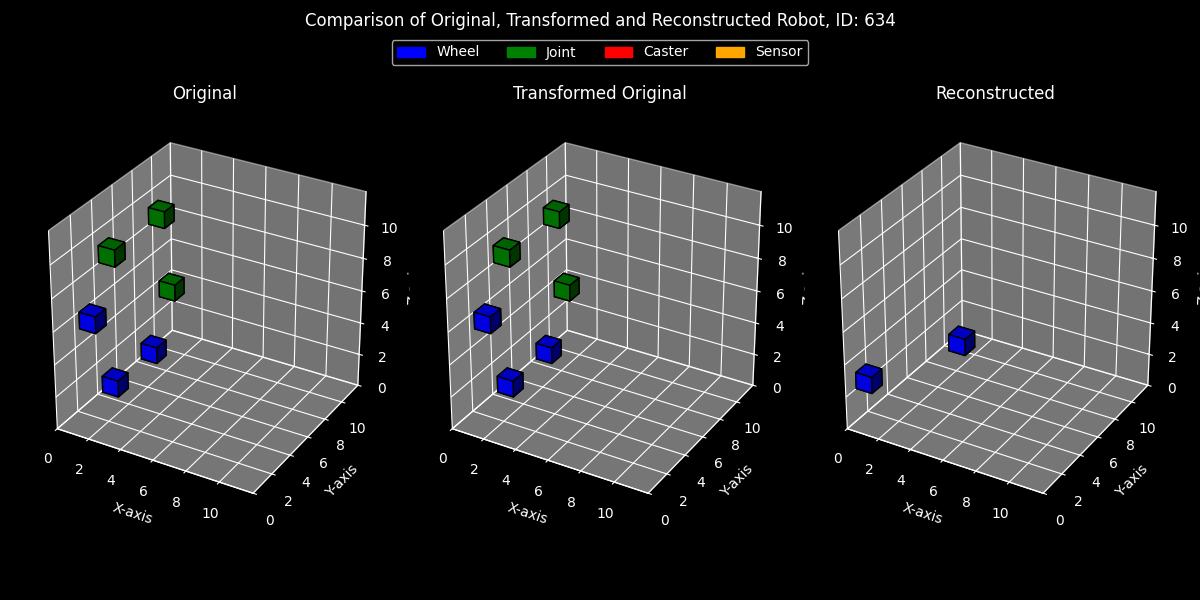 Comparison of Original, Transformed and Reconstructed Robot, ID: 634
Wheel Joint Caster Sensor
Original Transformed Original Reconstructed
10 10 10
8 8 8
6 6 6
4 4 4
2 2 2
0 0 0
0 2 4 6 8 10 X-axis 0 2 4 6 8 10 Y-axis
0 2 4 6 8 10 X-axis 0 2 4 6 8 10 Y-axis
0 2 4 6 8 10 X-axis 0 2 4 6 8 10 Y-axis